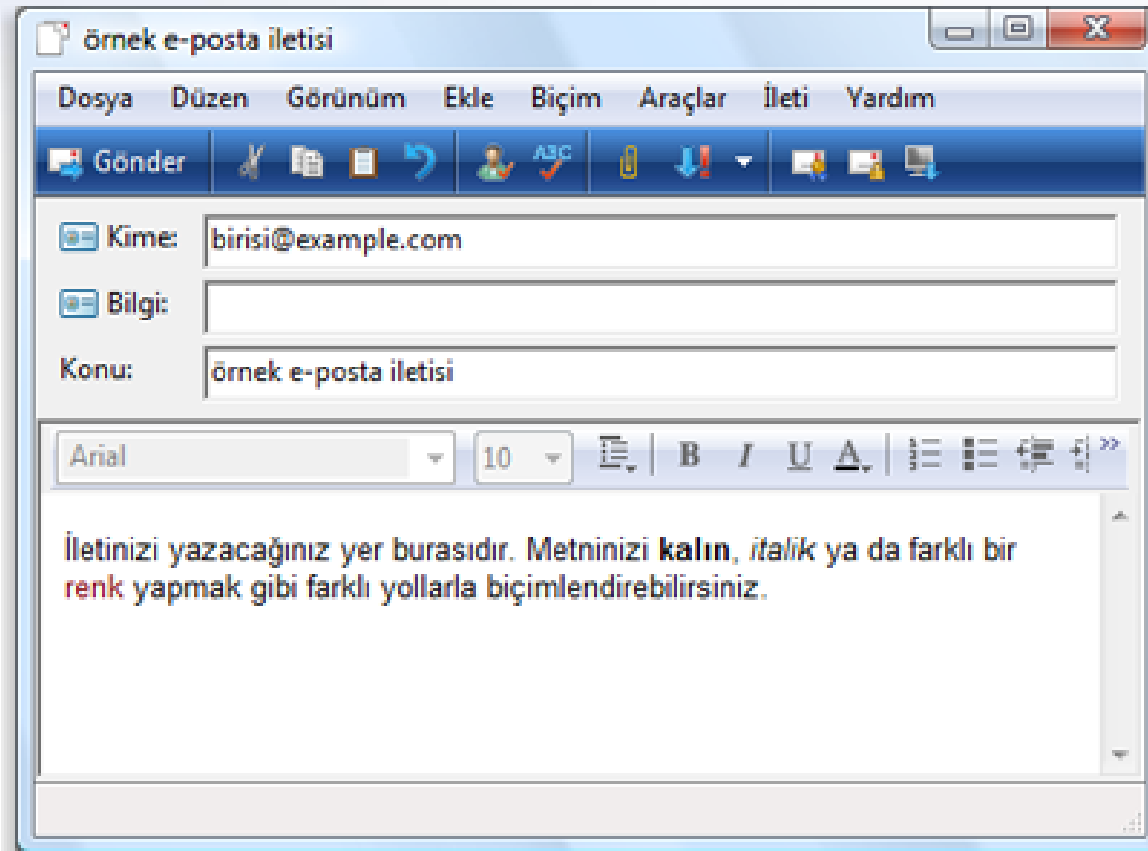 örnek e-posta iletisi
Dosya Düzen Görünüm Ekle Biçim Araçlar İleti Yardım
Gönder ABC
Kime: birisi@example.com
Bilgi:
Konu: örnek e-posta iletisi
Arial 10 B I U A
İletinizi yazacağınız yer burasıdır. Metninizi kalın, italik ya da farklı bir
renk yapmak gibi farklı yollarla biçimlendirebilirsiniz.